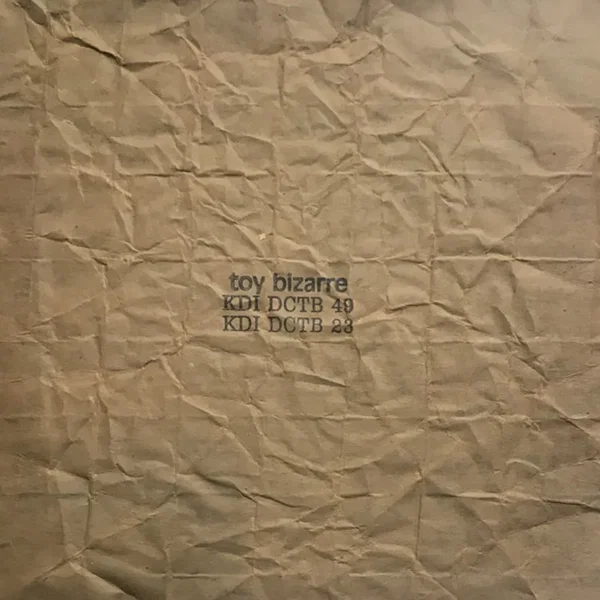 toy bizarre
KDI DCTB 49
KDI DCTB 23